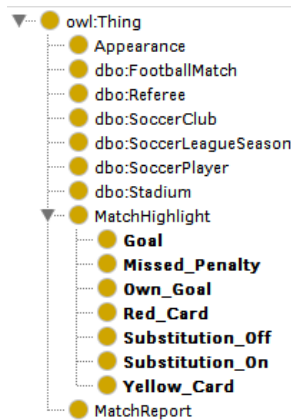 owl:Thing
Appearance
dbo:FootballMatch
dbo:Referee
dbo:SoccerClub
dbo:SoccerLeagueSeason
dbo:SoccerPlayer
dbo:Stadium
MatchHighlight
Goal
Missed_Penalty
Own_Goal
Red_Card
Substitution_Off
Substitution_On
Yellow_Card
MatchReport